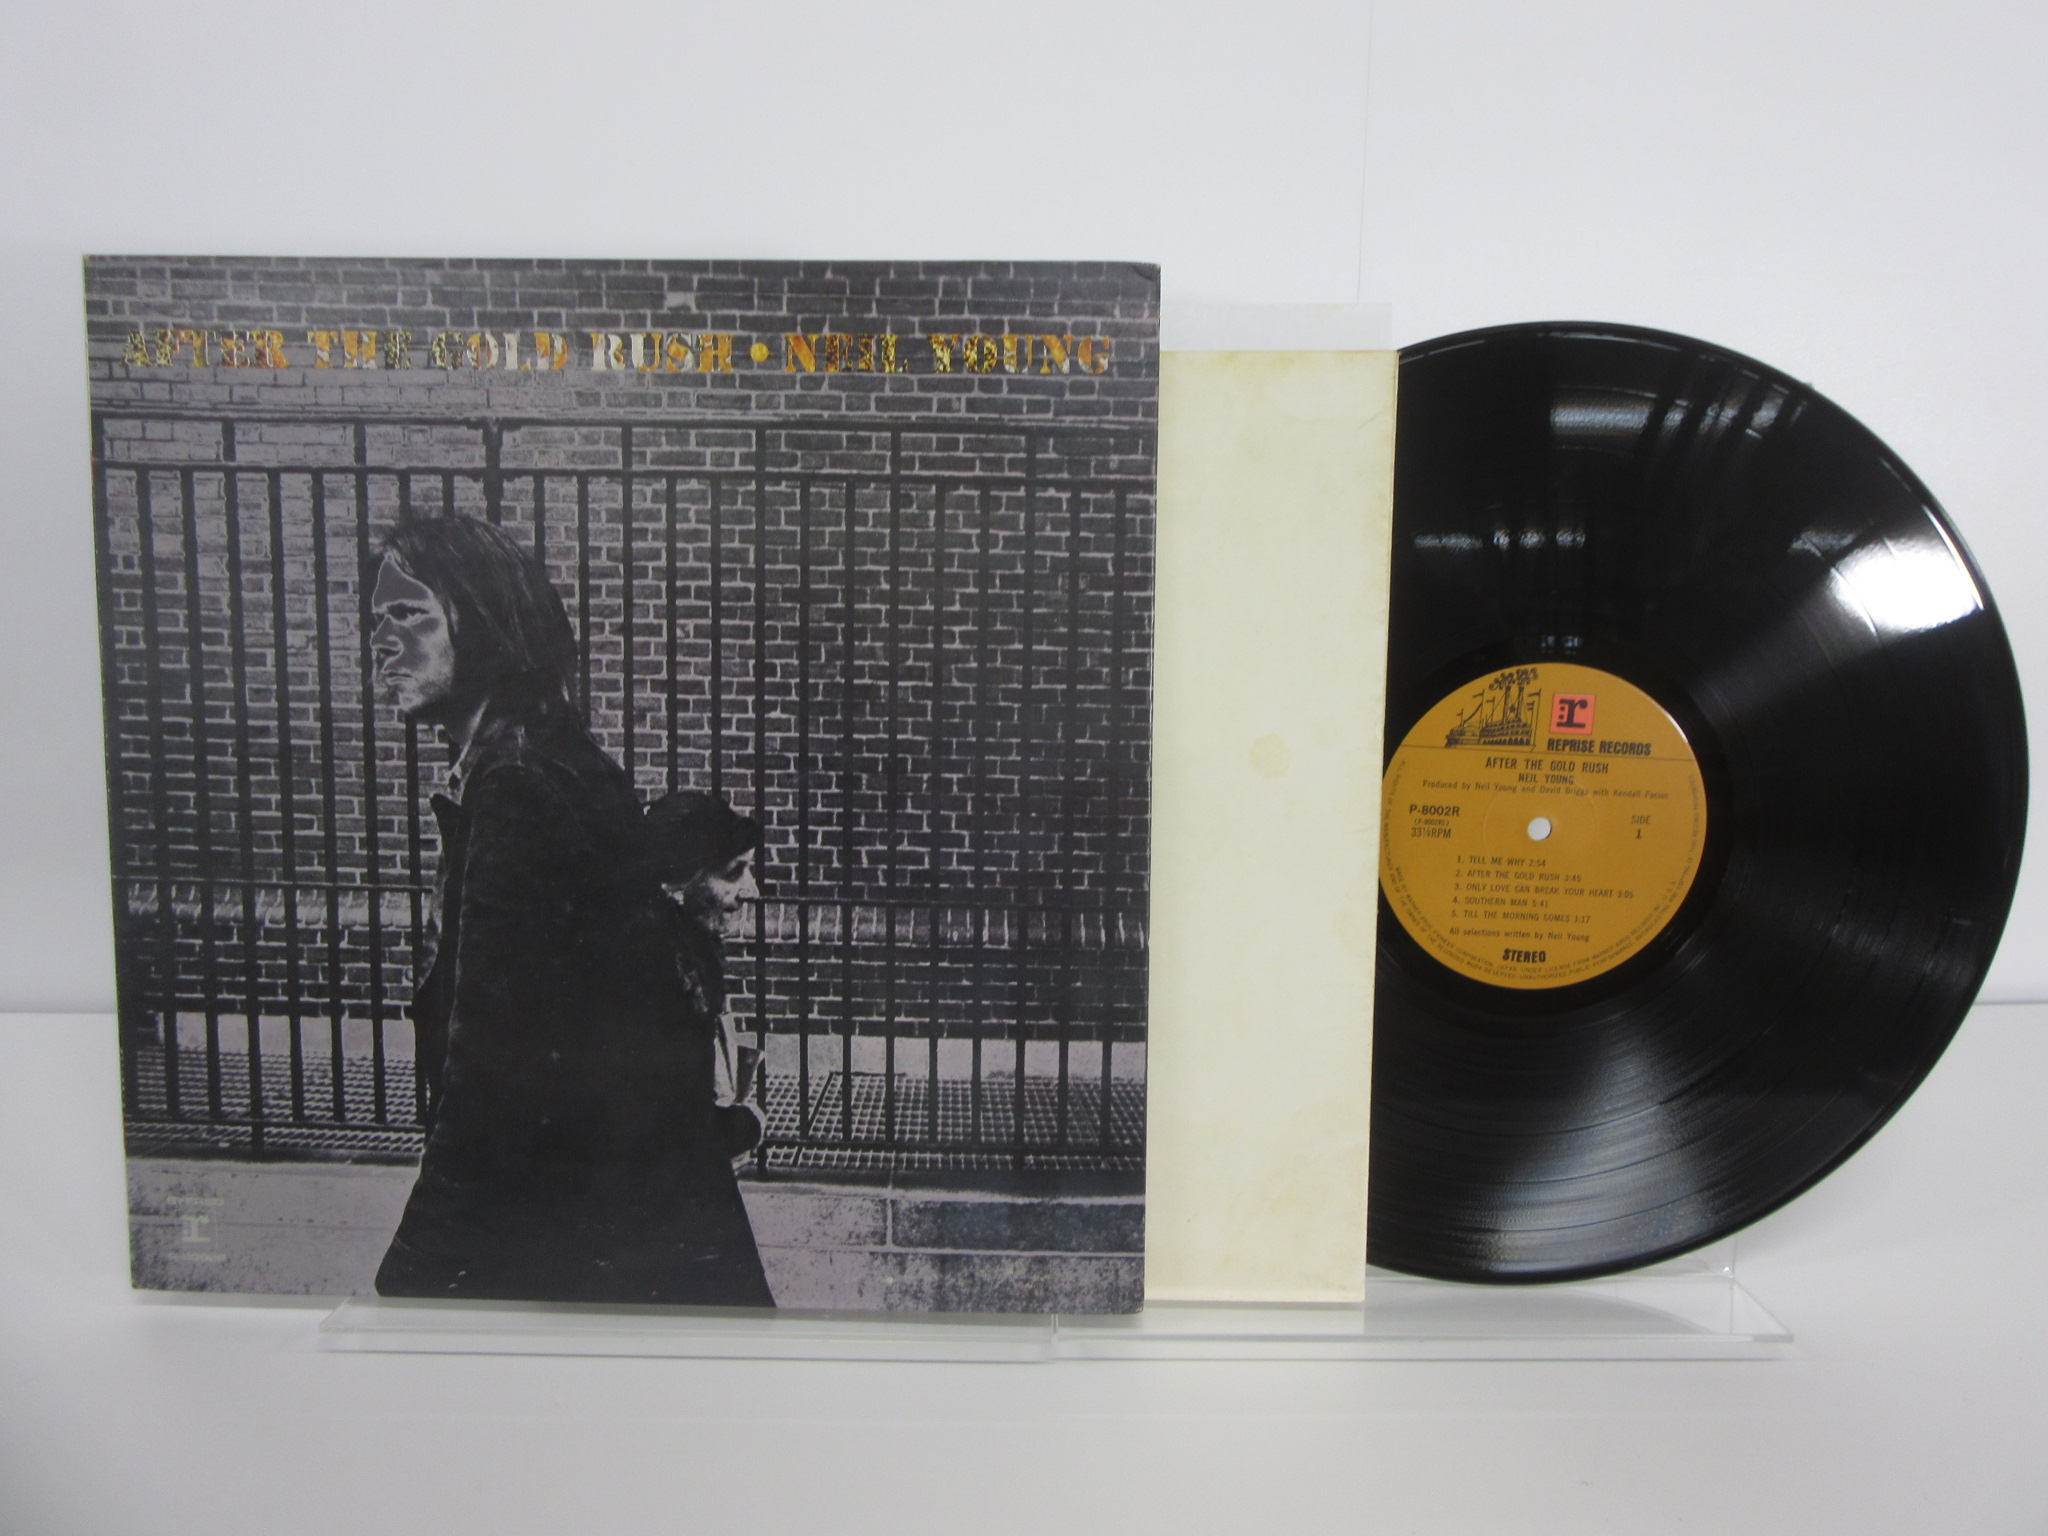 AFTER THE GOLD RUSH • NEIL YOUNG
r
REPRISE RECORDS
AFTER THE GOLD RUSH
NEIL YOUNG
Produced by Neil Young and David Briggs with Kendall Pacios
P-8002R
33⅓RPM
SIDE
1
1. TELL ME WHY 2:54
2. AFTER THE GOLD RUSH 3:45
3. ONLY LOVE CAN BREAK YOUR HEART 3:05
4. SOUTHERN MAN 5:41
5. TILL THE MORNING COMES 1:17
All selections written by Neil Young
STEREO
r